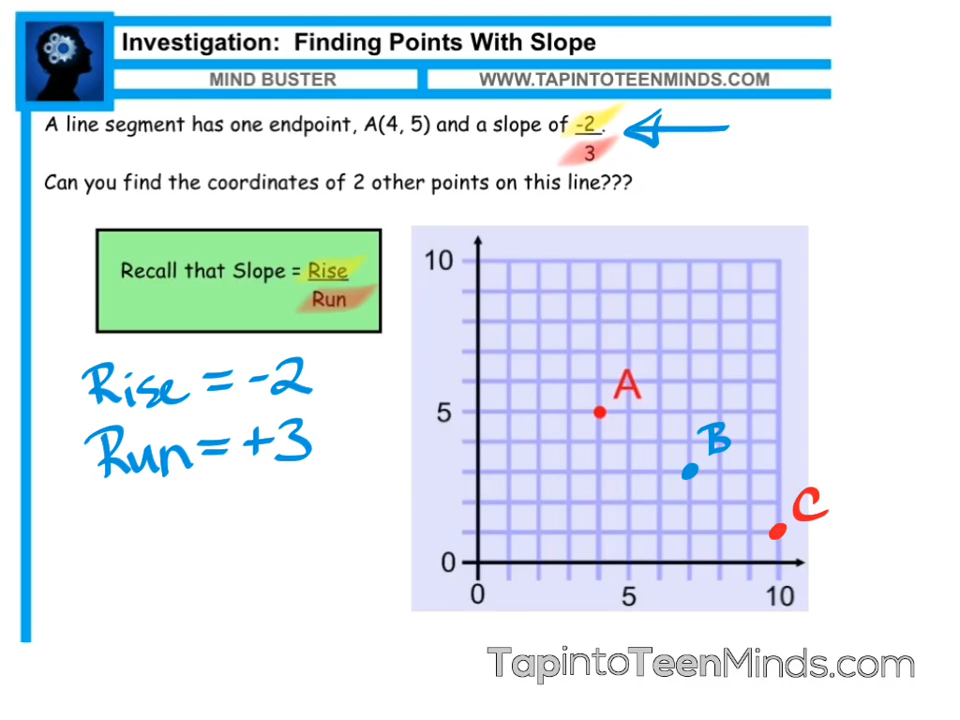 Investigation: Finding Points With Slope
MIND BUSTER
WWW.TAPINTOTEENMINDS.COM
A line segment has one endpoint, A(4, 5) and a slope of -2.
3
Can you find the coordinates of 2 other points on this line???
Recall that Slope = Rise
Run
Rise = -2
Run = +3
10
A
5
B
C
0
0 5 10
TapintoTeenMinds.com